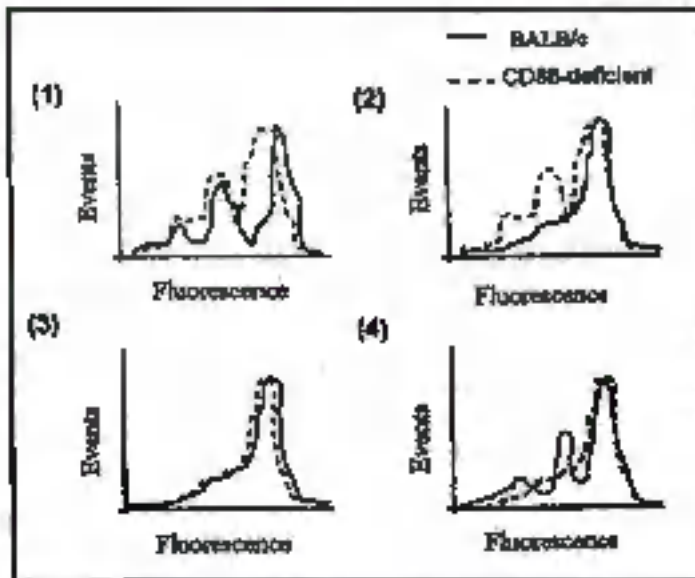 BALB/c
CD86-deficient
(1)
(2)
Events
Events
Fluorescence
Fluorescence
(3)
(4)
Events
Events
Fluorescence
Fluorescence